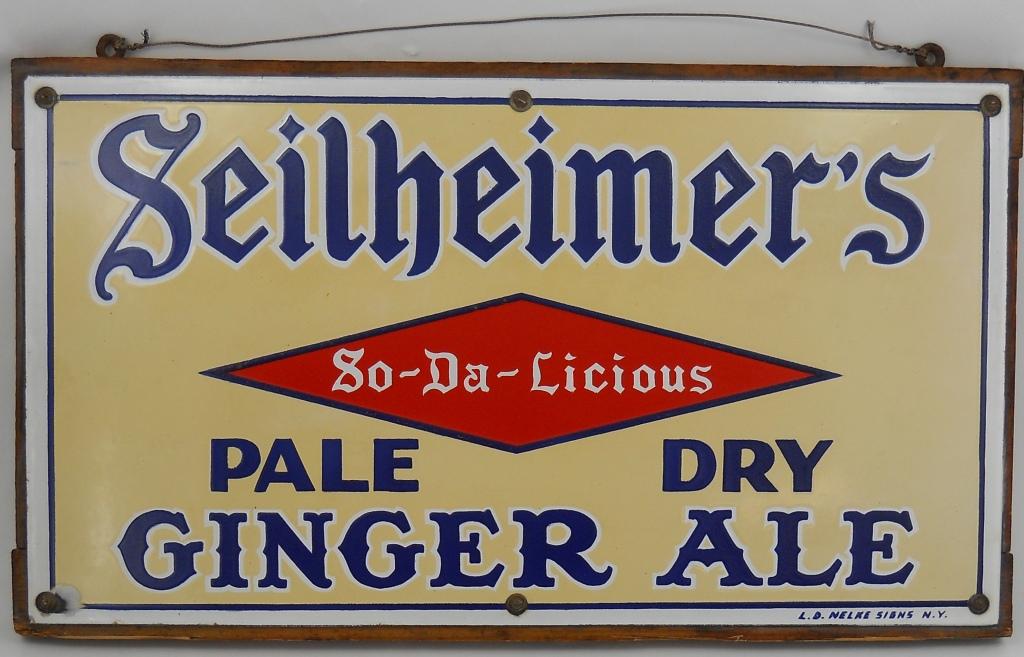 Seilheimer's
So-Da-Licious
PALE DRY
GINGER ALE
L.D. NELKE SIGNS N.Y.